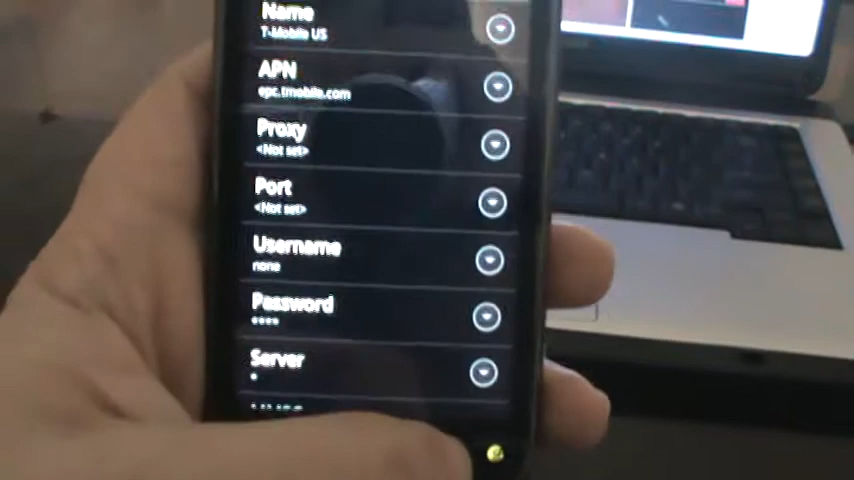 Name
T-Mobile US
APN
epc.tmobile.com
Proxy
<Not set>
Port
<Not set>
Username
none
Password
****
Server
*